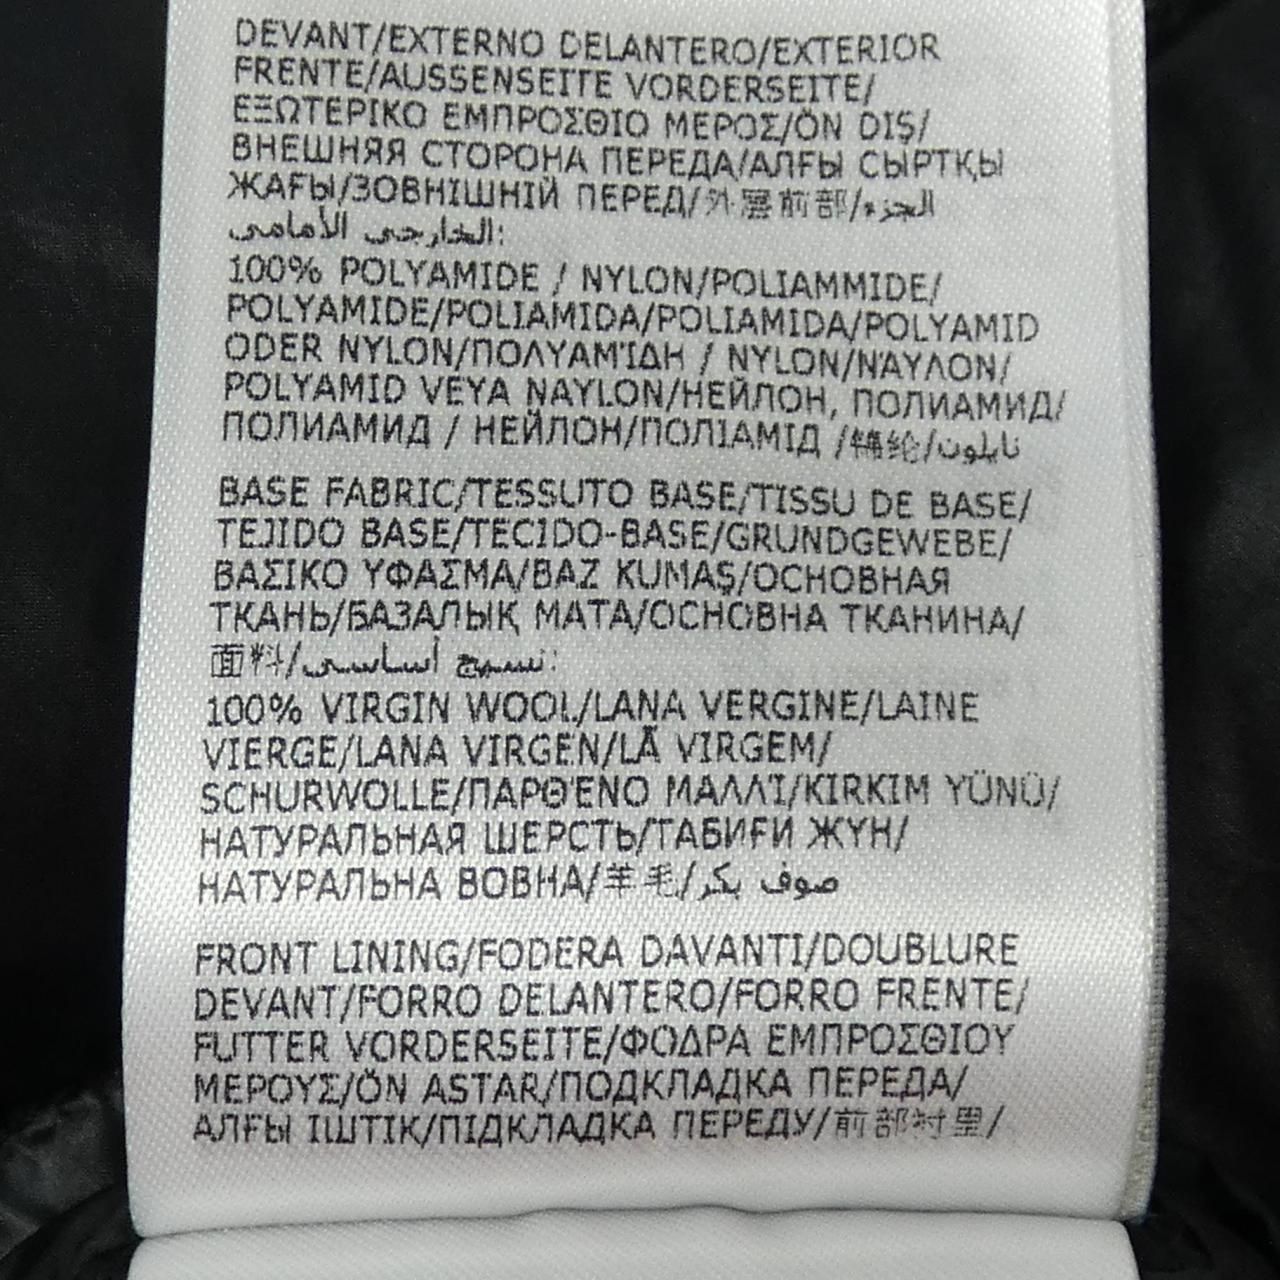 DEVANT/EXTERNO DELANTERO/EXTERIOR
FRENTE/AUSSENSEITE VORDERSEITE/
ΕΞΩΤΕΡΙΚΟ ΕΜΠΡΟΣΘΙΟ ΜΕΡΟΣ/ÖN DIŞ/
ВНЕШНЯЯ СТОРОНА ПЕРЕДА/АЛҒЫ СЫРТҚЫ
ЖАҒЫ/ЗОВНІШНІЙ ПЕРЕД/外层前部/الجزء
الخارجي الأمامي:
100% POLYAMIDE / NYLON/POLIAMMIDE/
POLYAMIDE/POLIAMIDA/POLIAMIDA/POLYAMID
ODER NYLON/ΠΟΛΥΑΜΊΔΗ / NYLON/ΝΆΥΛΟΝ/
POLYAMID VEYA NAYLON/НЕЙЛОН, ПОЛИАМИД/
ПОЛИАМИД / НЕЙЛОН/ПОЛІАМІД /锦纶/نايلون
BASE FABRIC/TESSUTO BASE/TISSU DE BASE/
TEJIDO BASE/TECIDO-BASE/GRUNDGEWEBE/
ΒΑΣΙΚΟ ΥΦΑΣΜΑ/BAZ KUMAŞ/ОСНОВНАЯ
ТКАНЬ/БАЗАЛЫҚ МАТА/ОСНОВНА ТКАНИНА/
面料/نسيج أساسي:
100% VIRGIN WOOL/LANA VERGINE/LAINE
VIERGE/LANA VIRGEN/LÃ VIRGEM/
SCHURWOLLE/ΠΑΡΘΈΝΟ ΜΑΛΛΊ/KIRKIM YÜNÜ/
НАТУРАЛЬНАЯ ШЕРСТЬ/ТАБИҒИ ЖҮН/
НАТУРАЛЬНА ВОВНА/羊毛/صوف بكر
FRONT LINING/FODERA DAVANTI/DOUBLURE
DEVANT/FORRO DELANTERO/FORRO FRENTE/
FUTTER VORDERSEITE/ΦΟΔΡΑ ΕΜΠΡΟΣΘΙΟΥ
ΜΕΡΟΥΣ/ÖN ASTAR/ПОДКЛАДКА ПЕРЕДА/
АЛҒЫ ІШТІК/ПІДКЛАДКА ПЕРЕДУ/前部衬里/